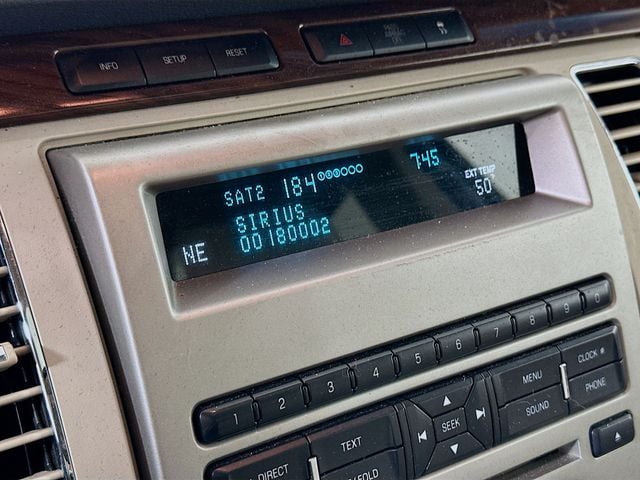 INFO SETUP RESET
SAT2 184 7:45
EXT TEMP
50°
SIRIUS
NE 00180002
1 2 3 4 5 6 7 8 9 0
MENU CLOCK
SEEK SOUND PHONE
DIRECT TEXT